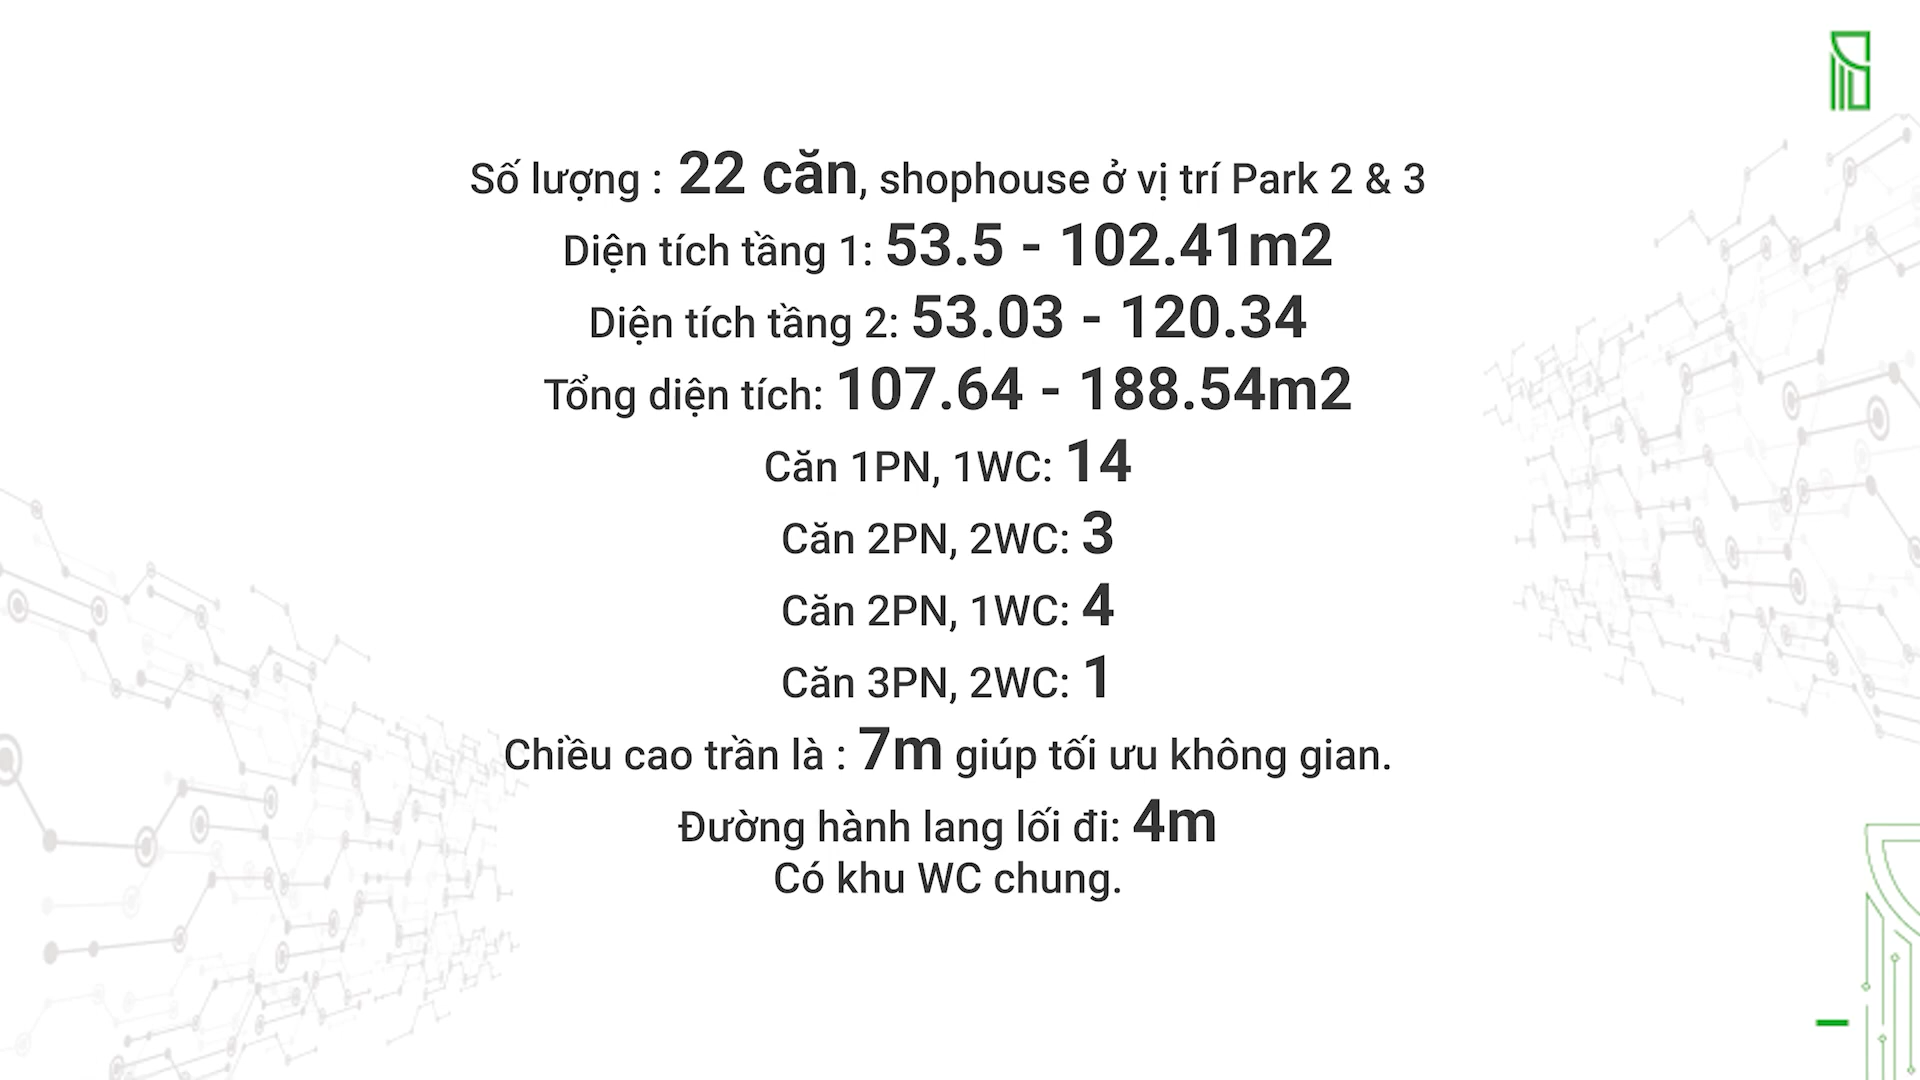 Số lượng : 22 căn, shophouse ở vị trí Park 2 & 3
Diện tích tầng 1: 53.5 - 102.41m2
Diện tích tầng 2: 53.03 - 120.34
Tổng diện tích: 107.64 - 188.54m2
Căn 1PN, 1WC: 14
Căn 2PN, 2WC: 3
Căn 2PN, 1WC: 4
Căn 3PN, 2WC: 1
Chiều cao trần là : 7m giúp tối ưu không gian.
Đường hành lang lối đi: 4m
Có khu WC chung.